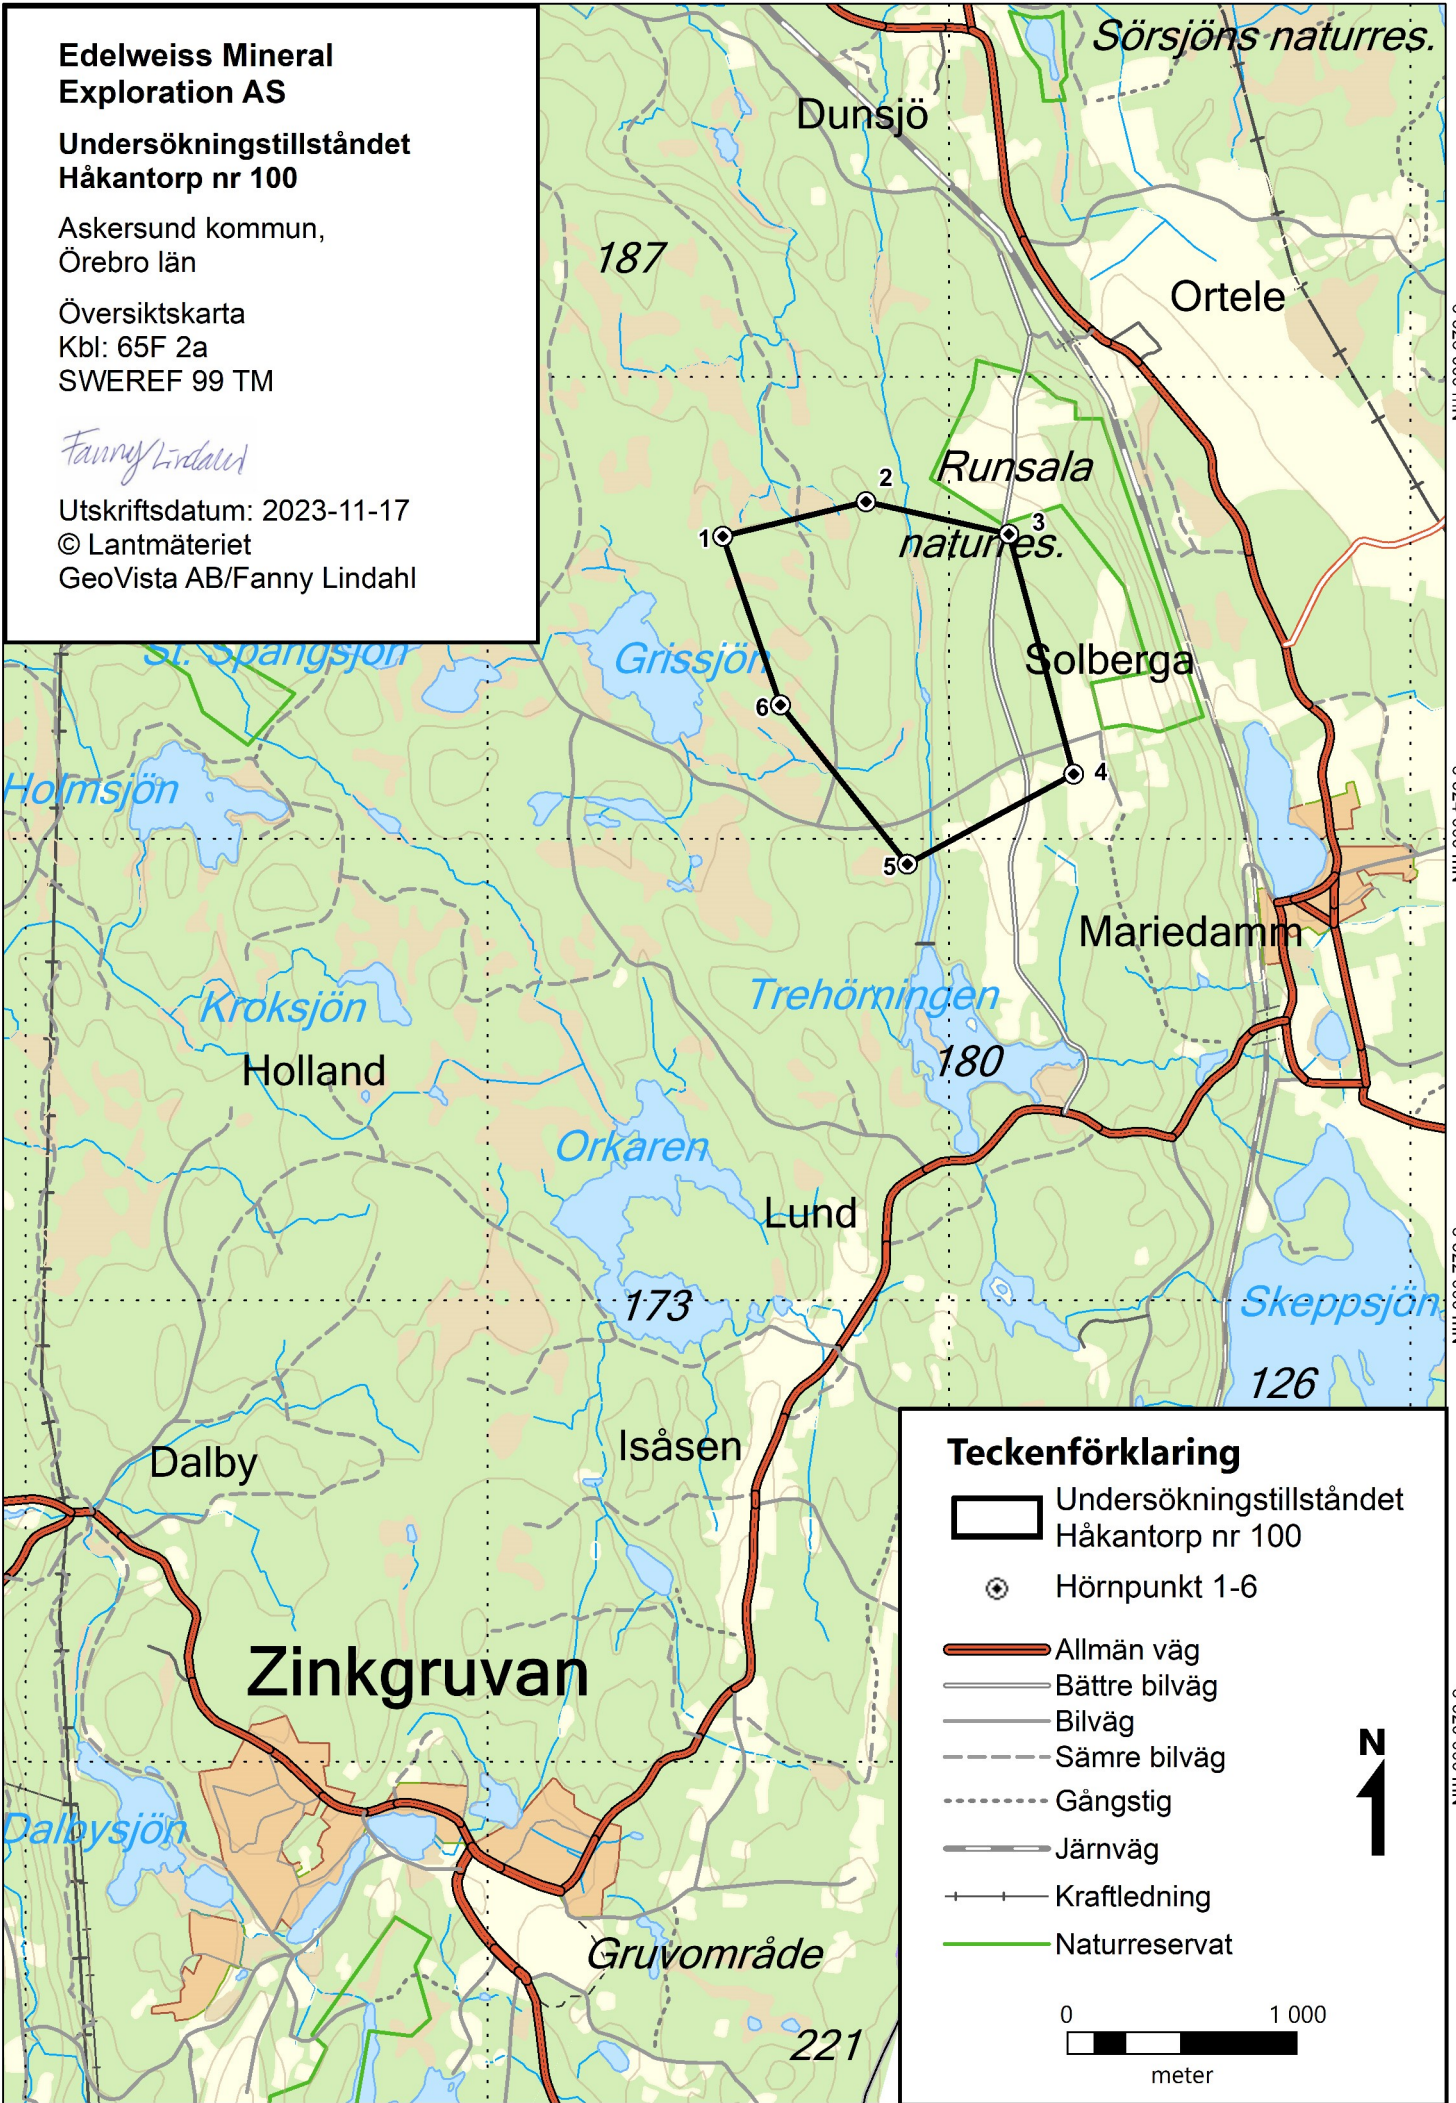 Edelweiss Mineral
Exploration AS
Undersökningstillståndet
Håkantorp nr 100
Askersund kommun,
Örebro län
Översiktskarta
Kbl: 65F 2a
SWEREF 99 TM
Fanny Lindahl
Utskriftsdatum: 2023-11-17
© Lantmäteriet
GeoVista AB/Fanny Lindahl
Sörsjöns naturres.
Dunsjö
187
Ortele
Runsala
naturres.
1
2
3
4
5
6
St. Spångsjön
Grissjön
Solberga
Holmsjön
Mariedamm
Kroksjön
Trehörningen
Holland
180
Orkaren
Lund
173
Skeppsjön
126
Isåsen
Dalby
Zinkgruvan
Dalbysjön
Gruvområde
221
Teckenförklaring
Undersökningstillståndet
Håkantorp nr 100
Hörnpunkt 1-6
Allmän väg
Bättre bilväg
Bilväg
Sämre bilväg
Gångstig
Järnväg
Kraftledning
Naturreservat
N
0 1 000
meter